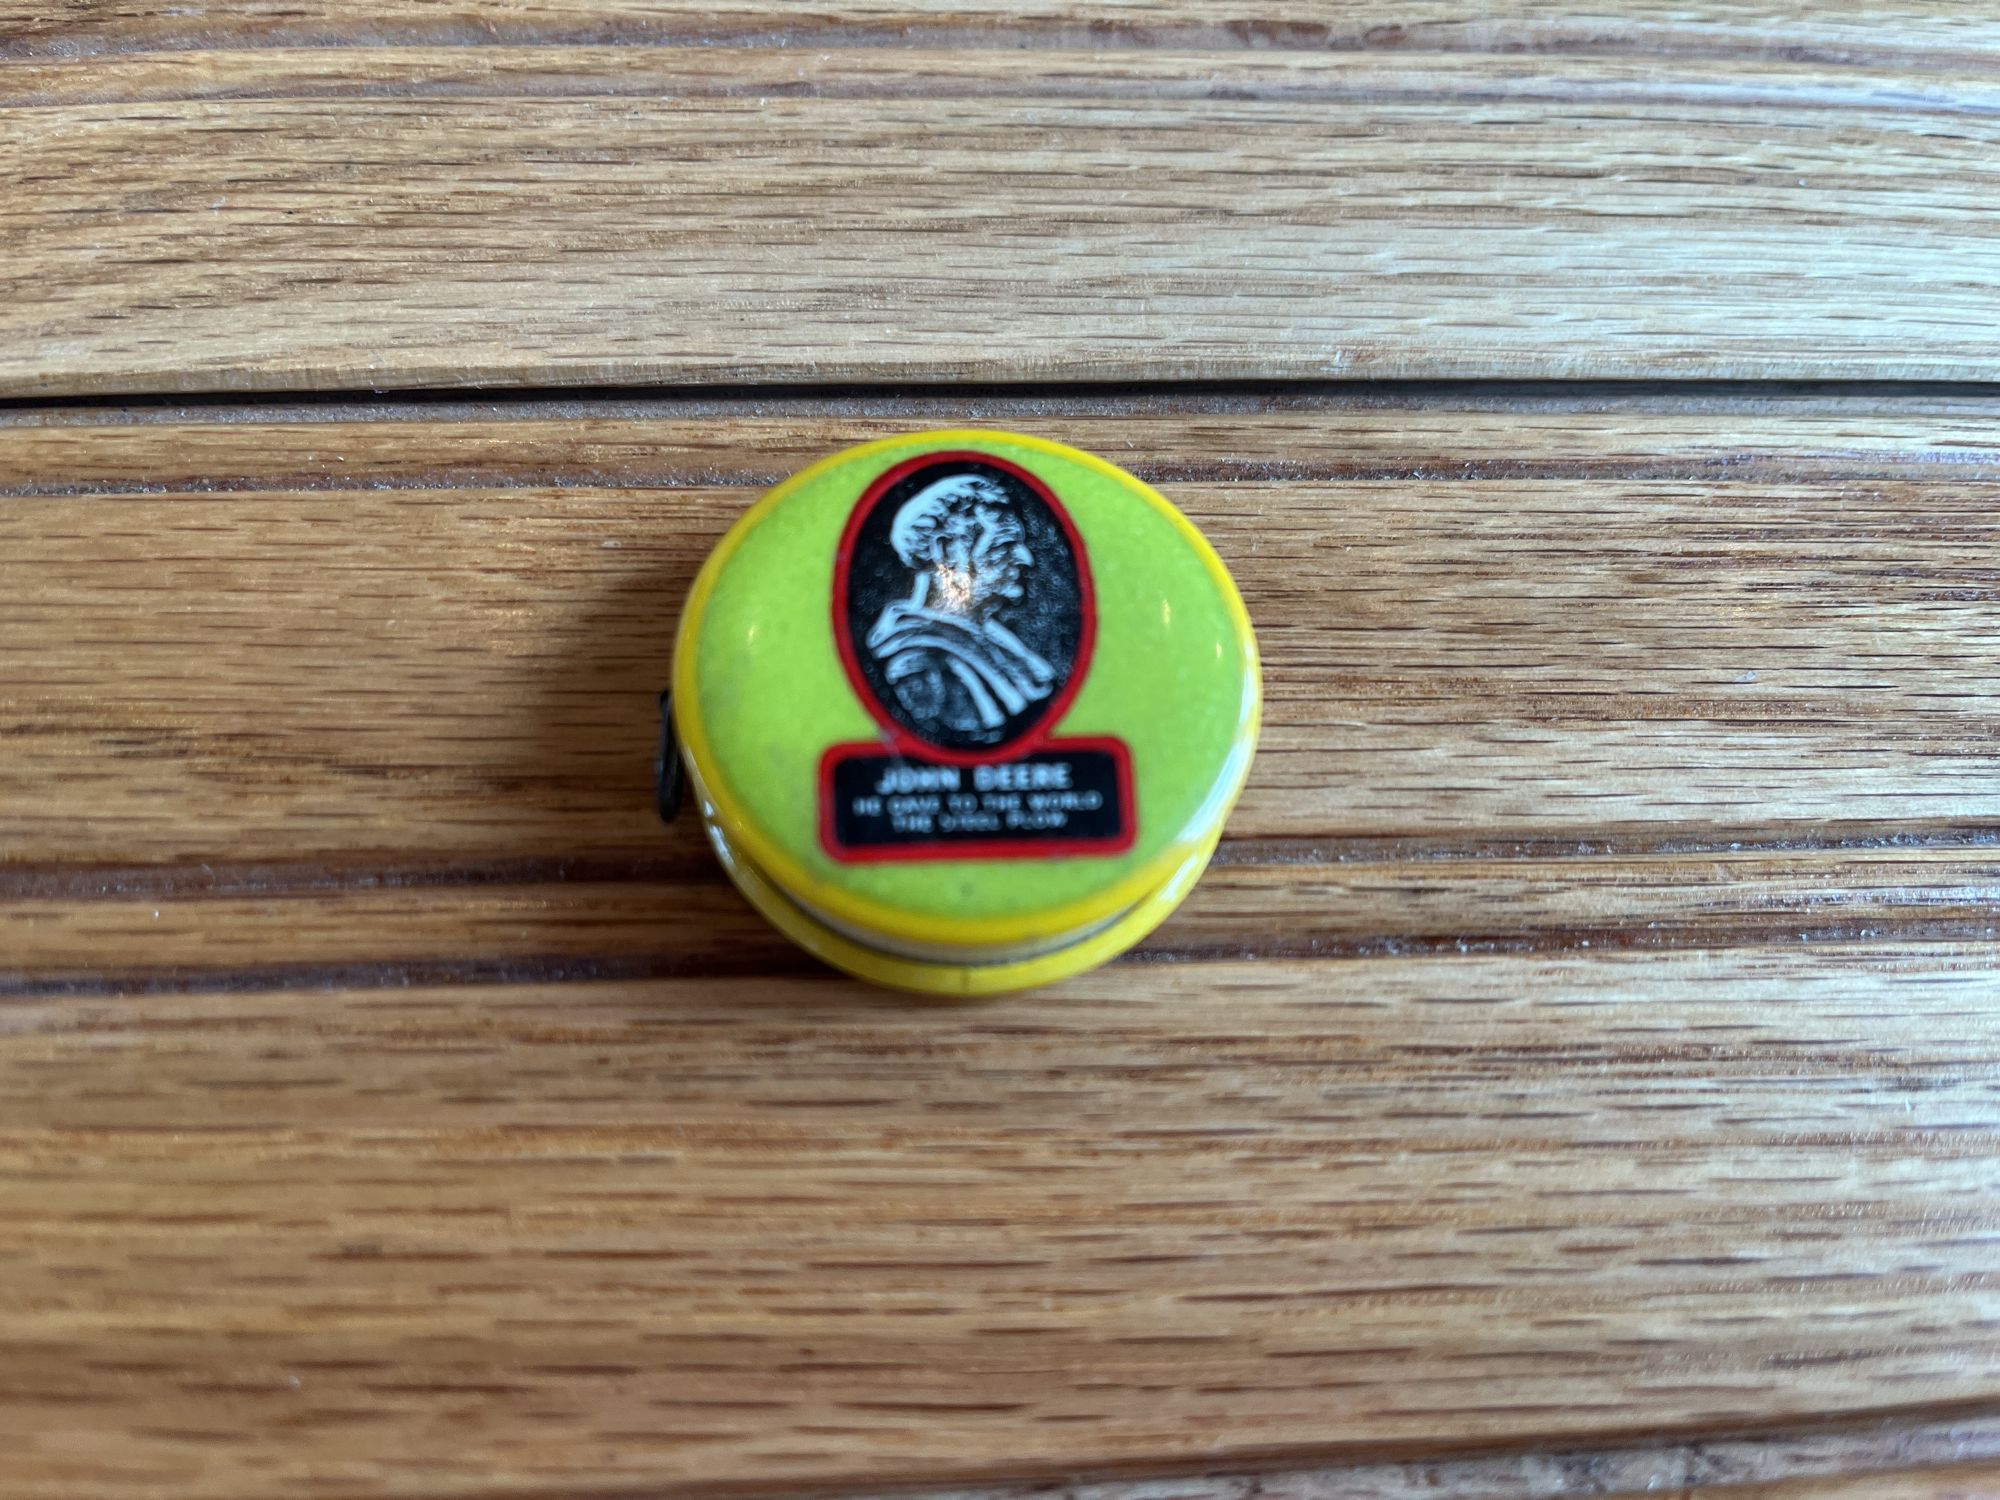 JOHN DEERE
HE GAVE TO THE WORLD
THE STEEL PLOW